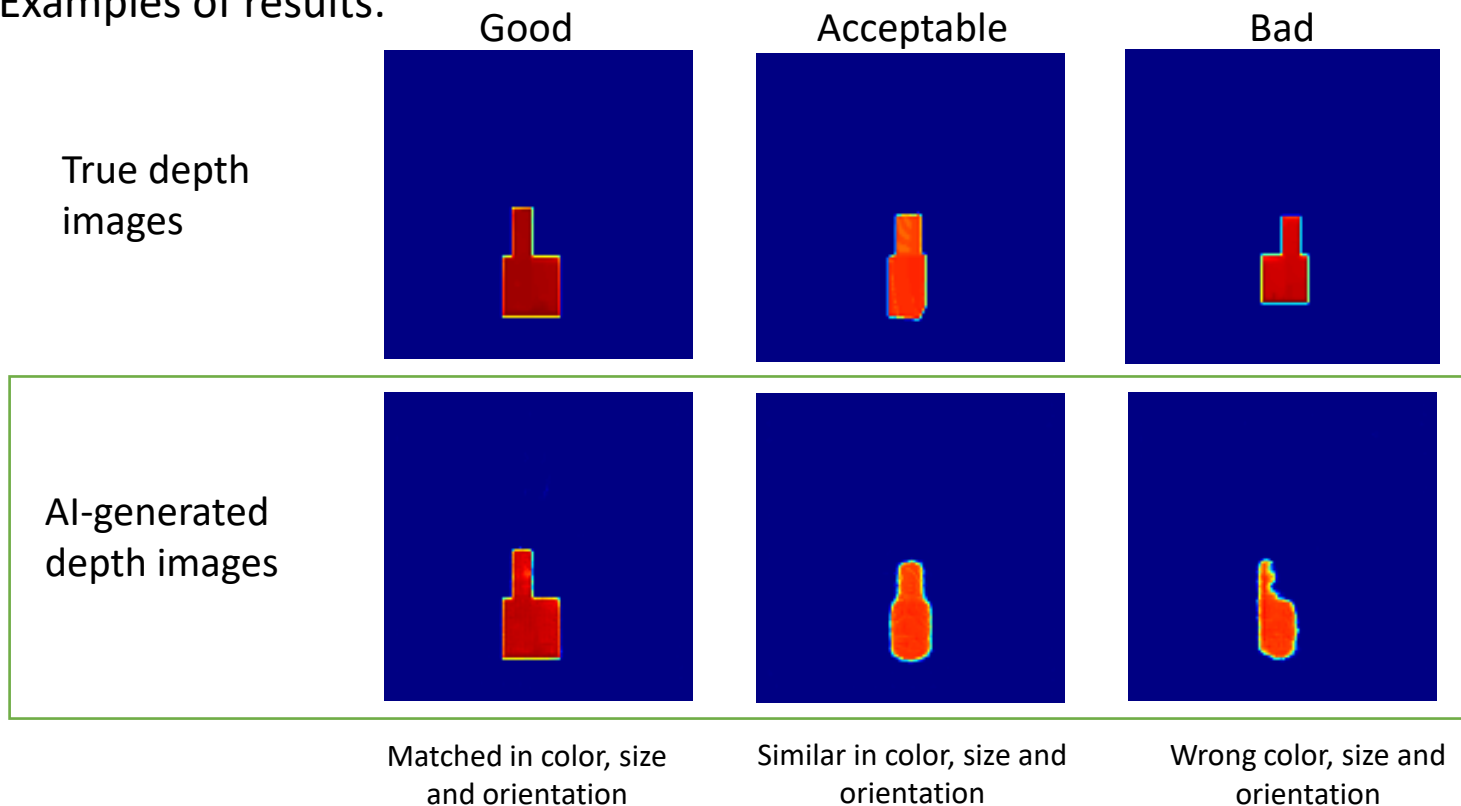 Examples of results:
Good
Acceptable
Bad
True depth
images
AI-generated
depth images
Matched in color, size
and orientation
Similar in color, size and
orientation
Wrong color, size and
orientation